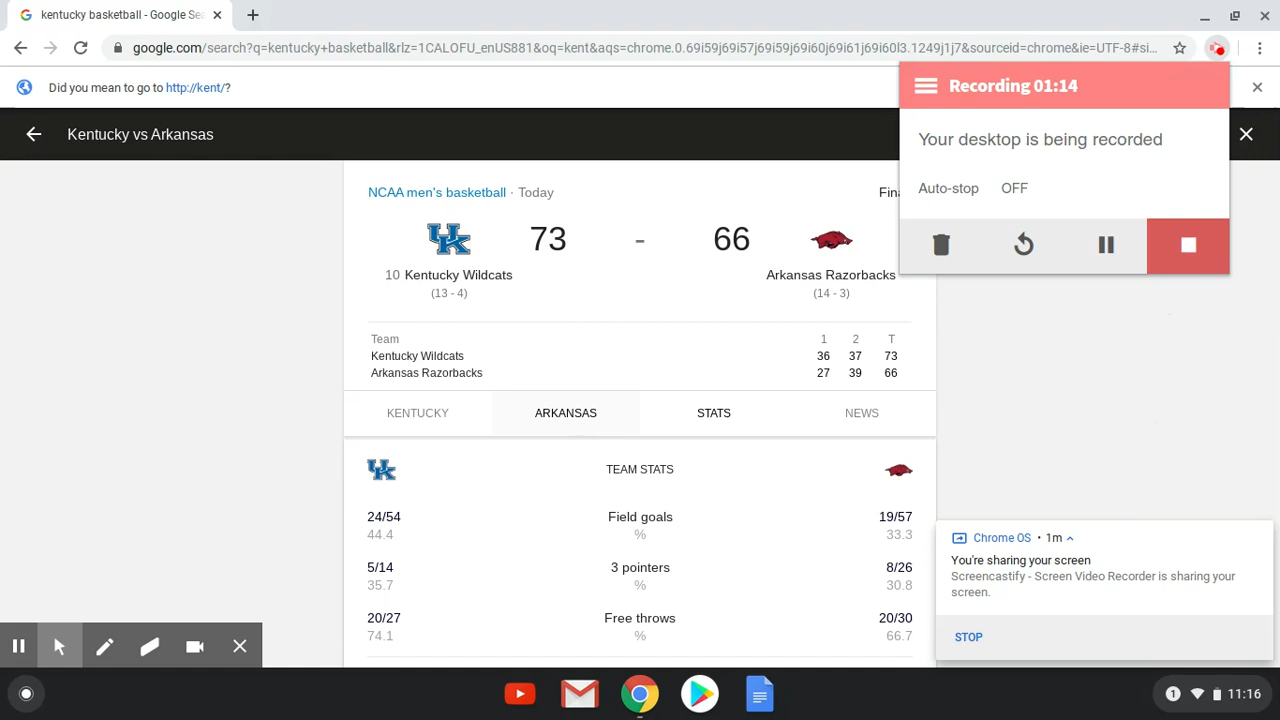 kentucky basketball - Google Sea
google.com/search?q=kentucky+basketball&rlz=1CALOFU_enUS881&oq=kent&aqs=chrome.0.69i59j69i57j69i59j69i60j69i61j69i60l3.1249j1j7&sourceid=chrome&ie=UTF-8#si...
Did you mean to go to http://kent/?
Recording 01:14
Your desktop is being recorded
Auto-stop OFF
Kentucky vs Arkansas
NCAA men's basketball · Today
UK 73 - 66
10 Kentucky Wildcats Arkansas Razorbacks
(13 - 4) (14 - 3)
Team 1 2 T
Kentucky Wildcats 36 37 73
Arkansas Razorbacks 27 39 66
KENTUCKY ARKANSAS STATS NEWS
UK TEAM STATS
24/54 Field goals 19/57
44.4 % 33.3
5/14 3 pointers 8/26
35.7 % 30.8
20/27 Free throws 20/30
74.1 % 66.7
Chrome OS • 1m
You're sharing your screen
Screencastify - Screen Video Recorder is sharing your
screen.
STOP
1 11:16